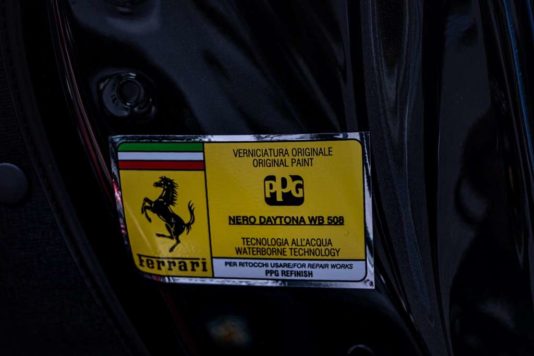 VERNICIATURA ORIGINALE
ORIGINAL PAINT
PPG
NERO DAYTONA WB 508
TECNOLOGIA ALL'ACQUA
WATERBORNE TECHNOLOGY
Ferrari
PER RITOCCHI USARE/FOR REPAIR WORKS
PPG REFINISH